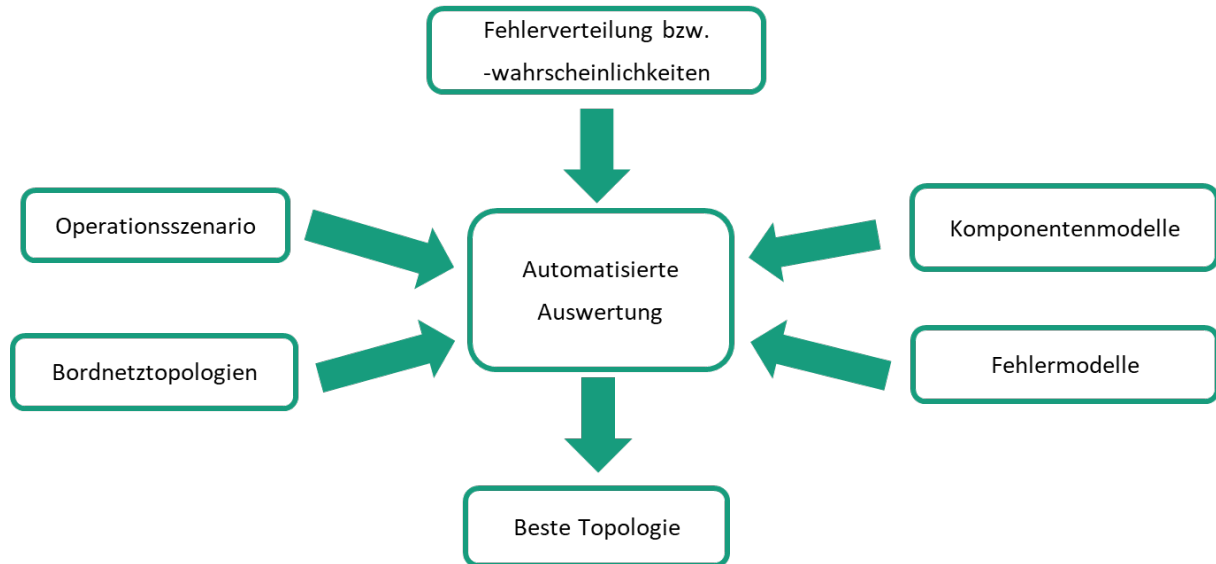 Fehlerverteilung bzw.
-wahrscheinlichkeiten
Operationsszenario
Komponentenmodelle
Automatisierte
Auswertung
Bordnetztopologien
Fehlermodelle
Beste Topologie